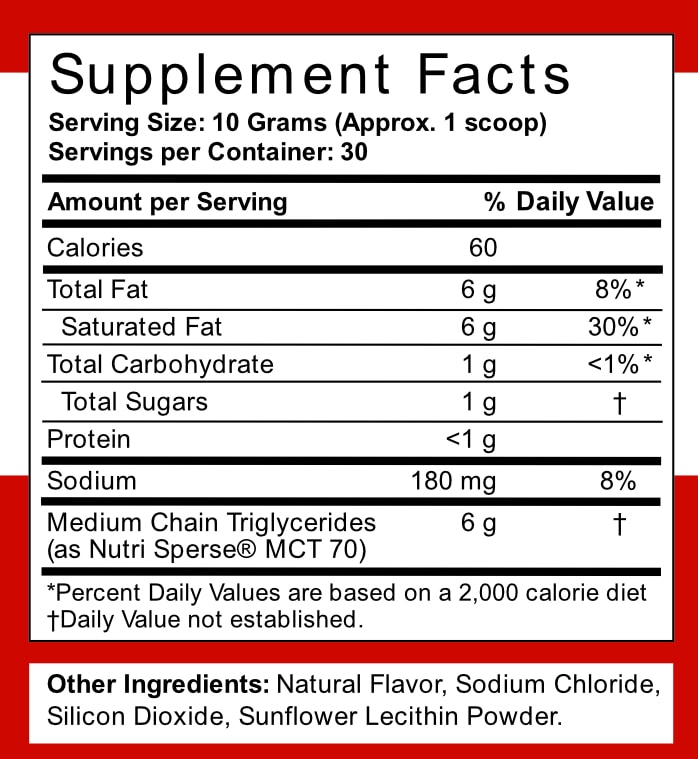 Supplement Facts
Serving Size: 10 Grams (Approx. 1 scoop)
Servings per Container: 30
Amount per Serving % Daily Value
Calories 60
Total Fat 6 g 8%*
Saturated Fat 6 g 30%*
Total Carbohydrate 1 g <1%*
Total Sugars 1 g †
Protein <1 g
Sodium 180 mg 8%
Medium Chain Triglycerides 6 g †
(as Nutri Sperse® MCT 70)
*Percent Daily Values are based on a 2,000 calorie diet
†Daily Value not established.
Other Ingredients: Natural Flavor, Sodium Chloride,
Silicon Dioxide, Sunflower Lecithin Powder.